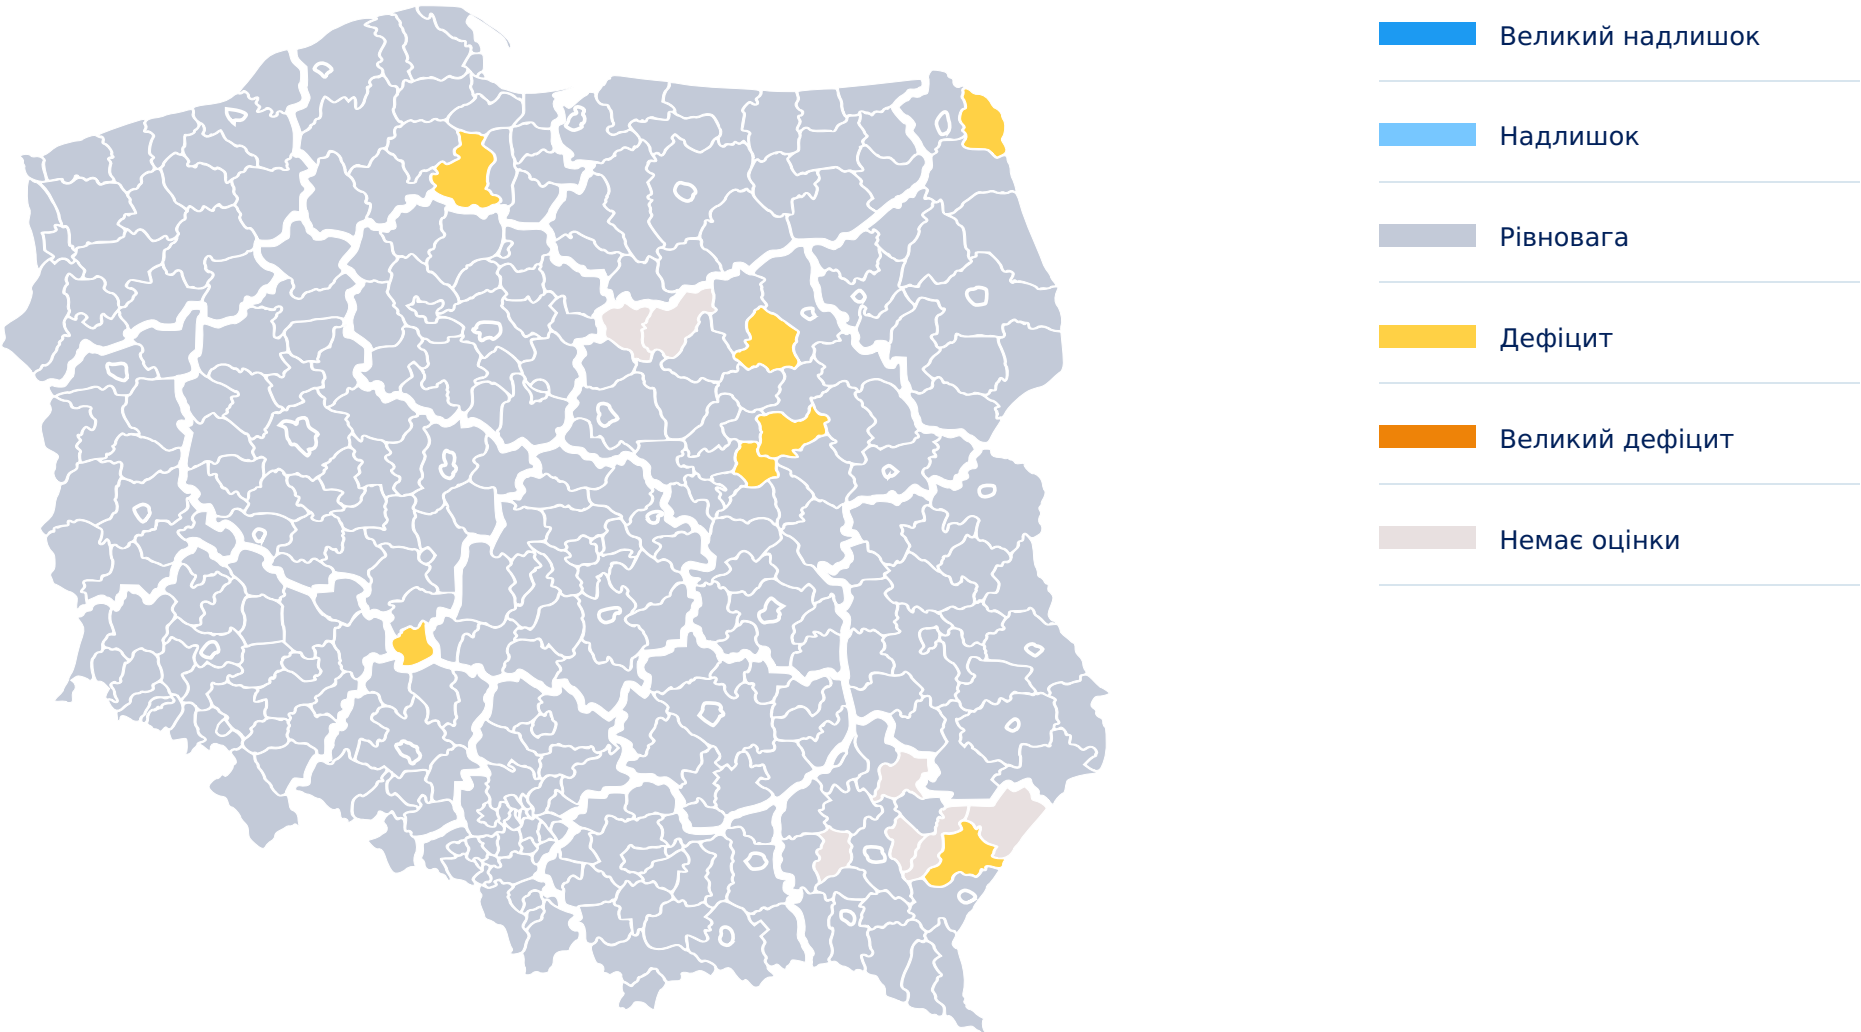 Великий надлишок
Надлишок
Рівновага
Дефіцит
Великий дефіцит
Немає оцінки